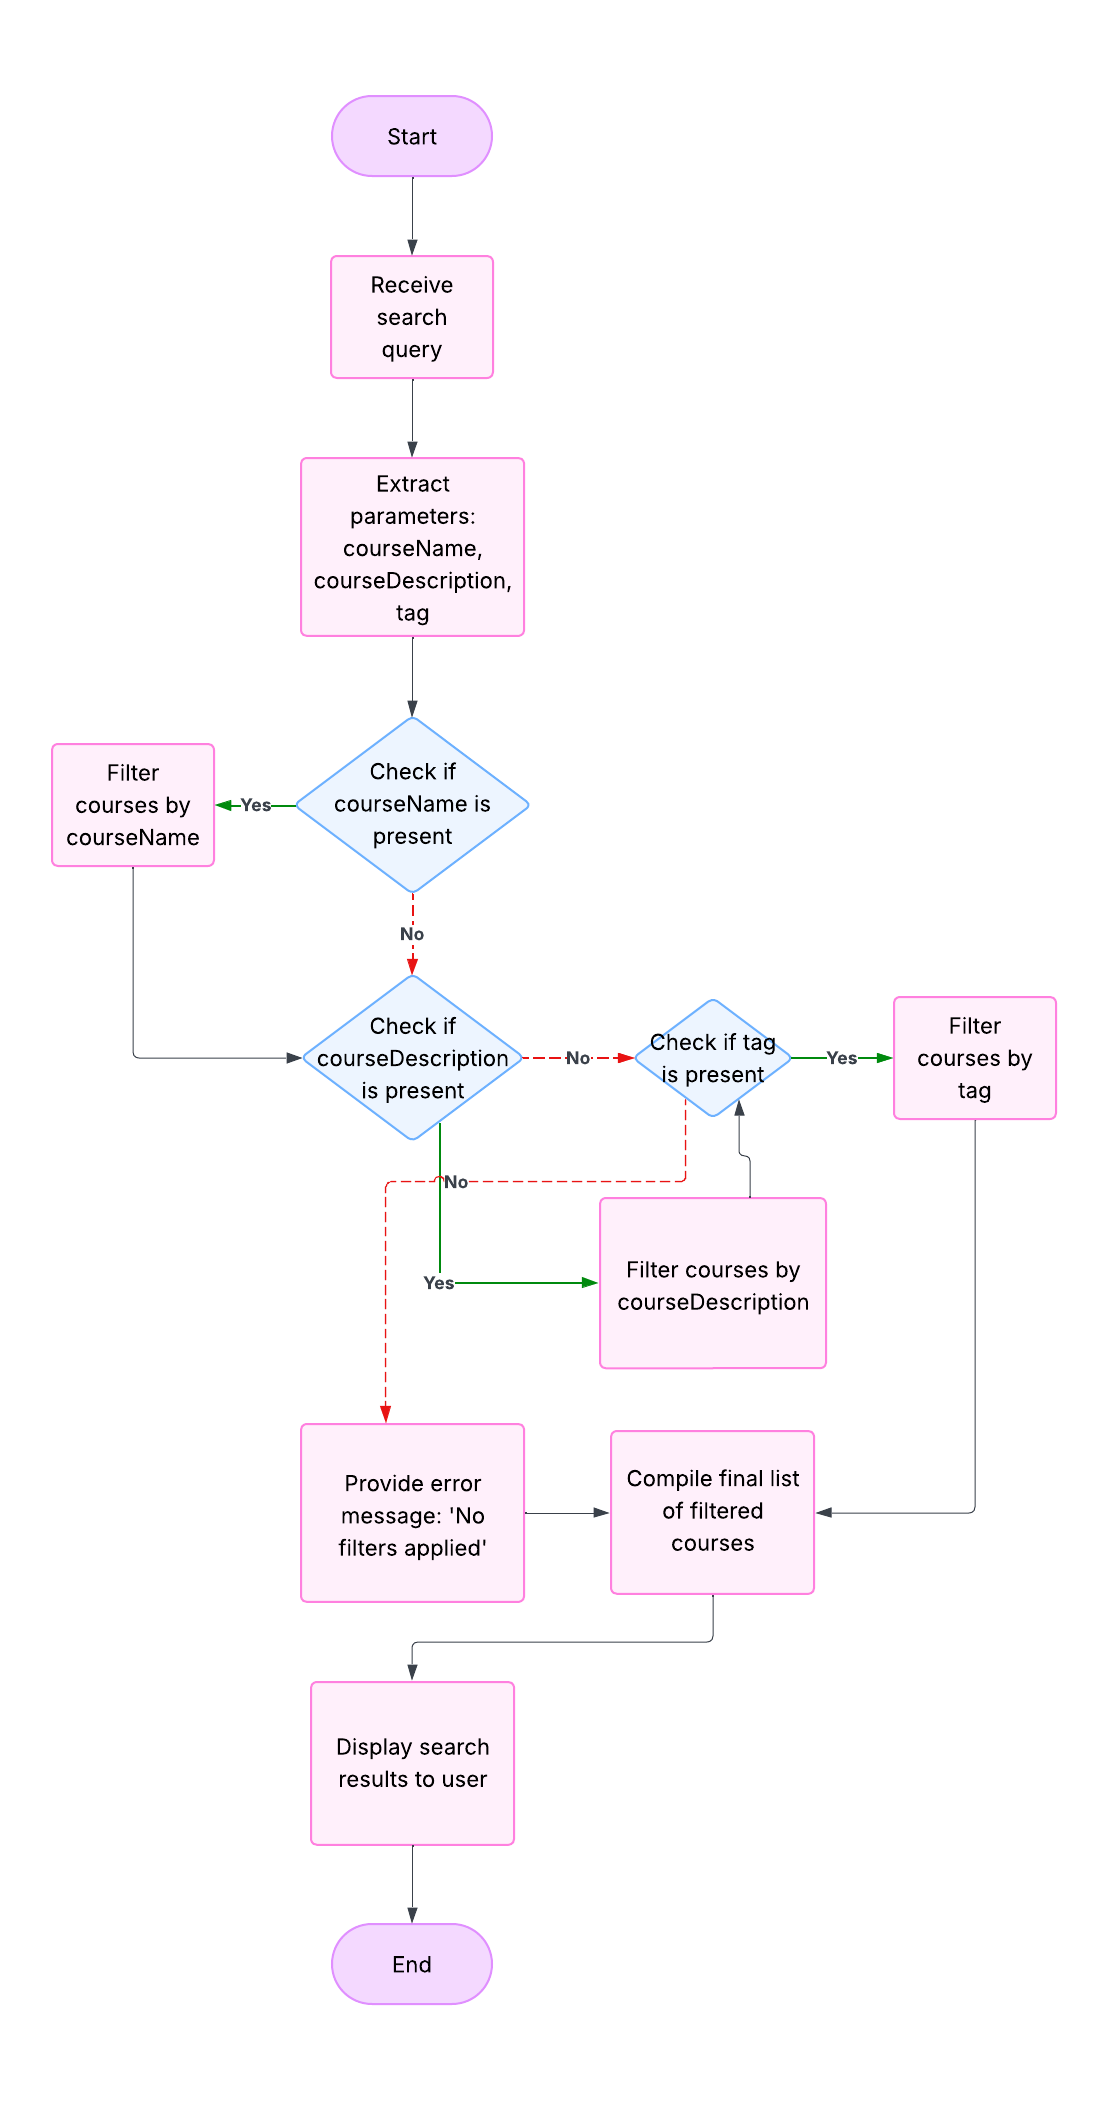 Start
Receive
search
query
Extract
parameters:
courseName,
courseDescription,
tag
Check if
courseName is
present
Yes
Filter
courses by
courseName
No
Check if
courseDescription
is present
No
Check if tag
is present
Yes
Filter
courses by
tag
No
Yes
Filter courses by
courseDescription
Provide error
message: 'No
filters applied'
Compile final list
of filtered
courses
Display search
results to user
End